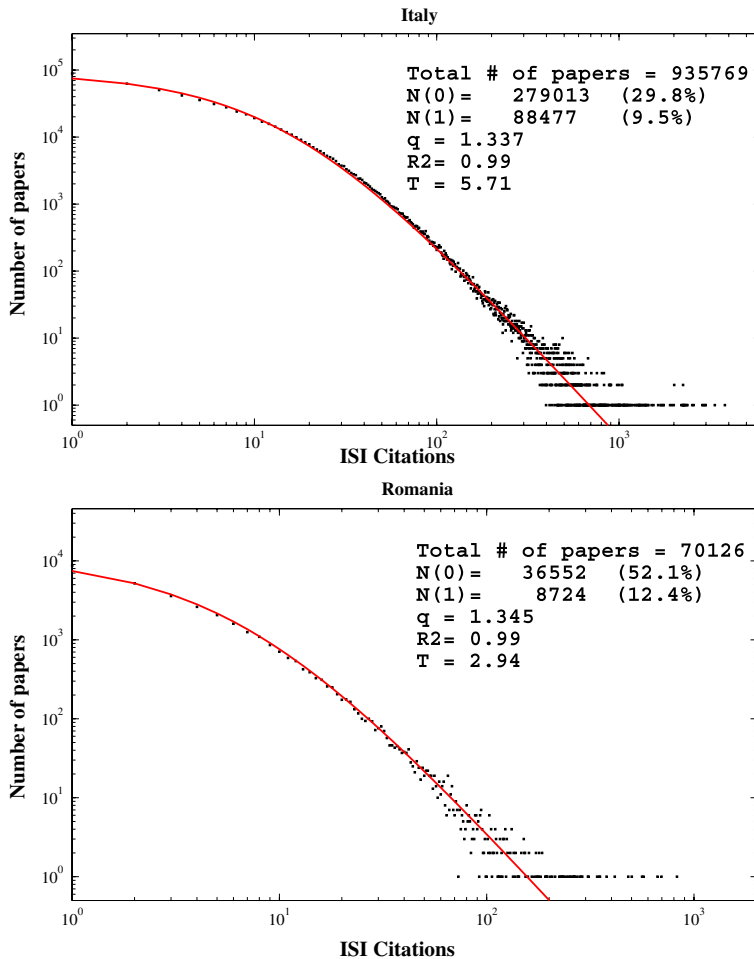 Italy
Total # of papers = 935769
N(0)= 279013 (29.8%)
N(1)= 88477 (9.5%)
q = 1.337
R2= 0.99
T = 5.71
10^5
10^4
10^3
10^2
10^1
10^0
Number of papers
10^0 10^1 10^2 10^3
ISI Citations
Romania
Total # of papers = 70126
N(0)= 36552 (52.1%)
N(1)= 8724 (12.4%)
q = 1.345
R2= 0.99
T = 2.94
10^4
10^3
10^2
10^1
10^0
Number of papers
10^0 10^1 10^2 10^3
ISI Citations